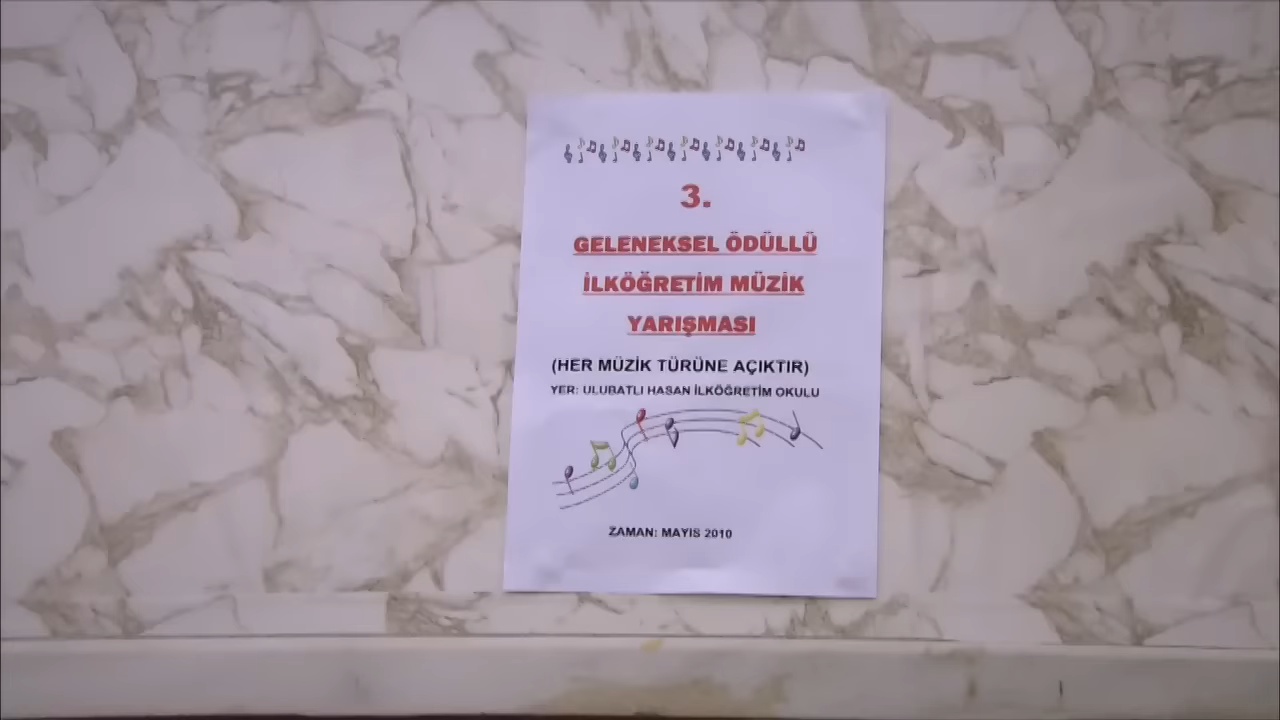 3.
GELENEKSEL ÖDÜLLÜ
İLKÖĞRETİM MÜZİK
YARIŞMASI
(HER MÜZİK TÜRÜNE AÇIKTIR)
YER: ULUBATLI HASAN İLKÖĞRETİM OKULU
ZAMAN: MAYIS 2010